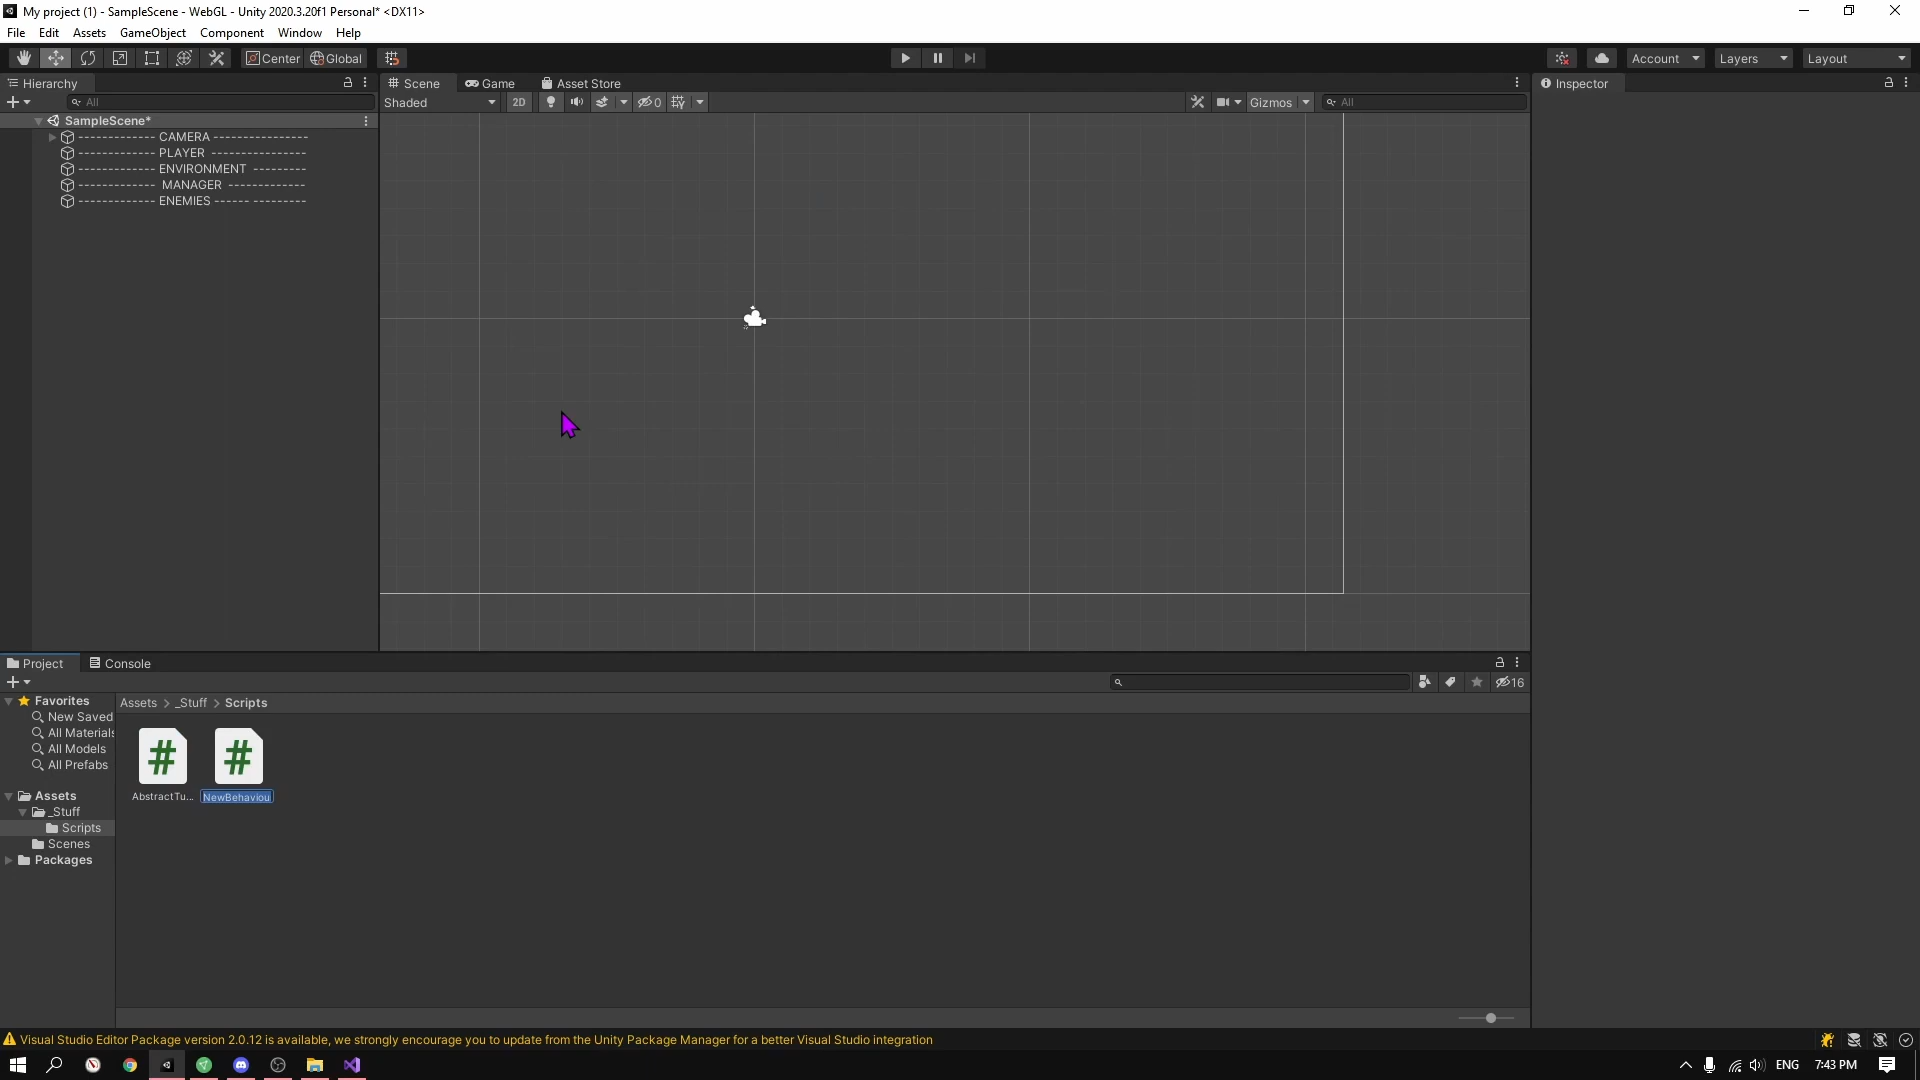 My project (1) - SampleScene - WebGL - Unity 2020.3.20f1 Personal* <DX11>
File Edit Assets GameObject Component Window Help
Center Global Account Layers Layout
Hierarchy Scene Game Asset Store Inspector
All Shaded 2D 0 Gizmos All
SampleScene*
------------- CAMERA ----------------
------------- PLAYER ----------------
------------- ENVIRONMENT ---------
------------- MANAGER -------------
------------- ENEMIES ------ ---------
Project Console
16
Favorites
Assets > _Stuff > Scripts
New Saved
All Materials
All Models
All Prefabs
AbstractTu...
NewBehaviou
Assets
_Stuff
Scripts
Scenes
Packages
Visual Studio Editor Package version 2.0.12 is available, we strongly encourage you to update from the Unity Package Manager for a better Visual Studio integration
ENG 7:43 PM